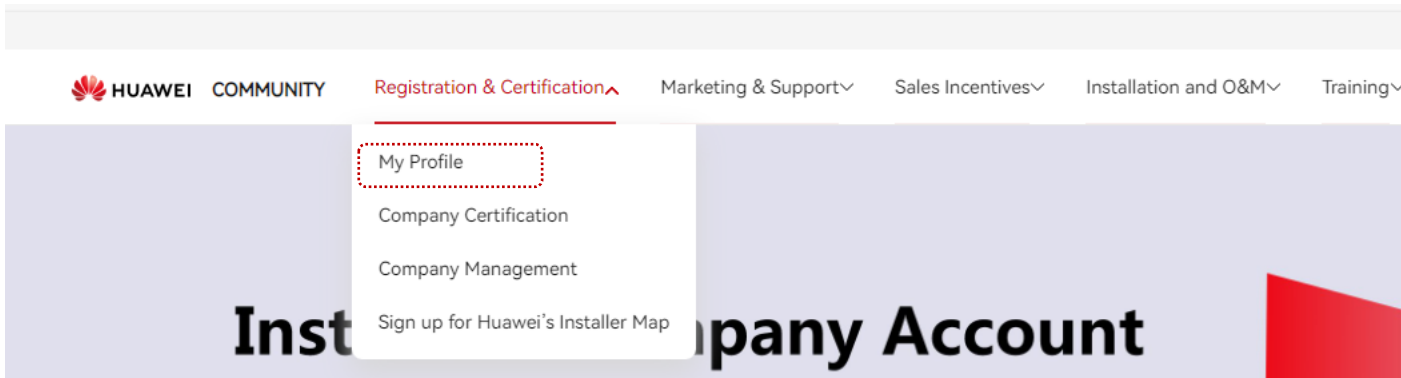 HUAWEI COMMUNITY Registration & Certification Marketing & Support Sales Incentives Installation and O&M Training
My Profile
Company Certification
Company Management
Sign up for Huawei's Installer Map
Inst pany Account